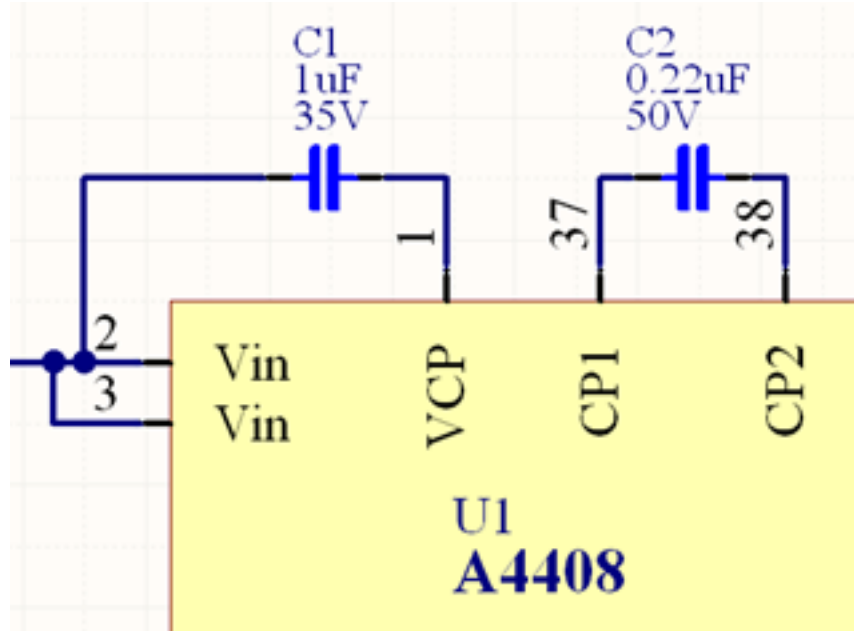 C1
1uF
35V
C2
0.22uF
50V
1
37
38
2
3
Vin
Vin
VCP
CP1
CP2
U1
A4408